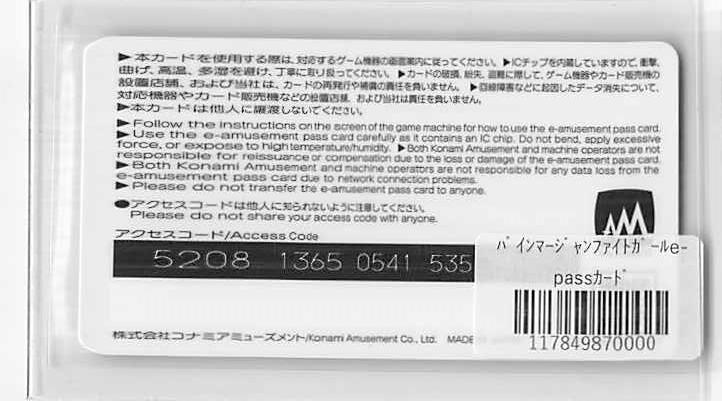 ▶本カードを使用する際は、対応するゲーム機器の画面案内に従ってください。▶ICチップを内蔵していますので、衝撃、
曲げ、高温、多湿を避け、丁寧に取り扱ってください。▶カードの破損、紛失、盗難に際して、ゲーム機器やカード販売機の
設置店舗、および当社は、カードの再発行や補償の責任を負いません。▶回線障害などに起因したデータ消失について、
対応機器やカード販売機などの設置店舗、および当社は責任を負いません。
▶本カードは他人に譲渡しないでください。
▶Follow the instructions on the screen of the game machine for how to use the e-amusement pass card.
▶Use the e-amusement pass card carefully as it contains an IC chip. Do not bend, apply excessive
force, or expose to high temperature/humidity. ▶Both Konami Amusement and machine operators are not
responsible for reissuance or compensation due to the loss or damage of the e-amusement pass card.
▶Both Konami Amusement and machine operators are not responsible for any data loss from the
e-amusement pass card due to network connection problems.
▶Please do not transfer the e-amusement pass card to anyone.
●アクセスコードは他人に知られないように注意してください。
Please do not share your access code with anyone.
アクセスコード/Access Code
5208 1365 0541 535
ﾊﾟｲﾝﾏｰｼﾞｬﾝﾌｧｲﾄｶﾞｰﾙe-
passｶｰﾄﾞ
117849870000
株式会社コナミアミューズメント/Konami Amusement Co., Ltd. MADE